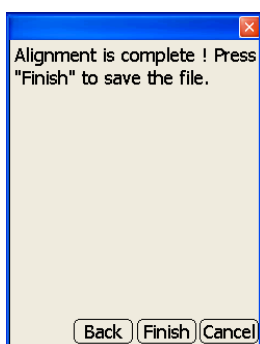 Alignment is complete ! Press
"Finish" to save the file.
Back Finish Cancel